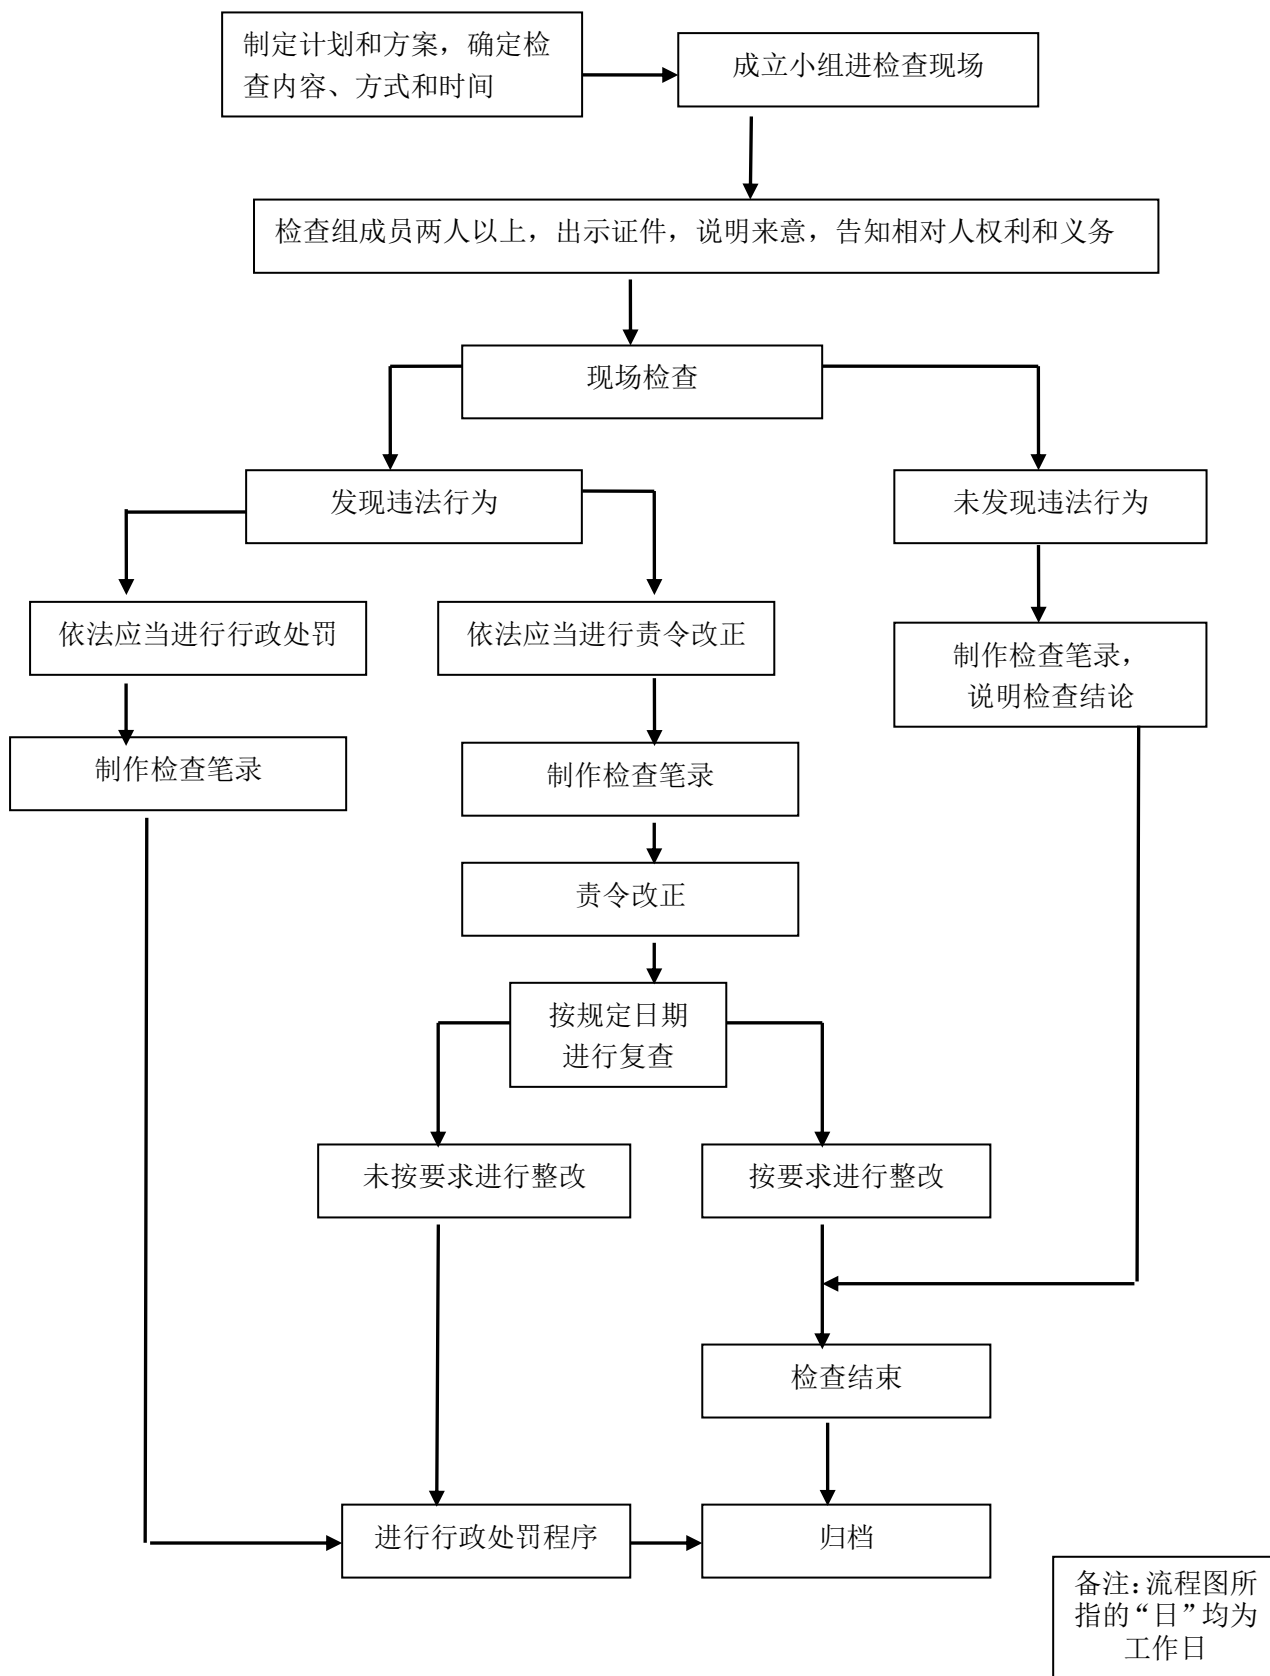 制定计划和方案，确定检
查内容、方式和时间
成立小组进检查现场
检查组成员两人以上，出示证件，说明来意，告知相对人权利和义务
现场检查
发现违法行为
未发现违法行为
依法应当进行行政处罚
依法应当进行责令改正
制作检查笔录，
说明检查结论
制作检查笔录
制作检查笔录
责令改正
按规定日期
进行复查
未按要求进行整改
按要求进行整改
检查结束
进行行政处罚程序
归档
备注：流程图所
指的“日”均为
工作日